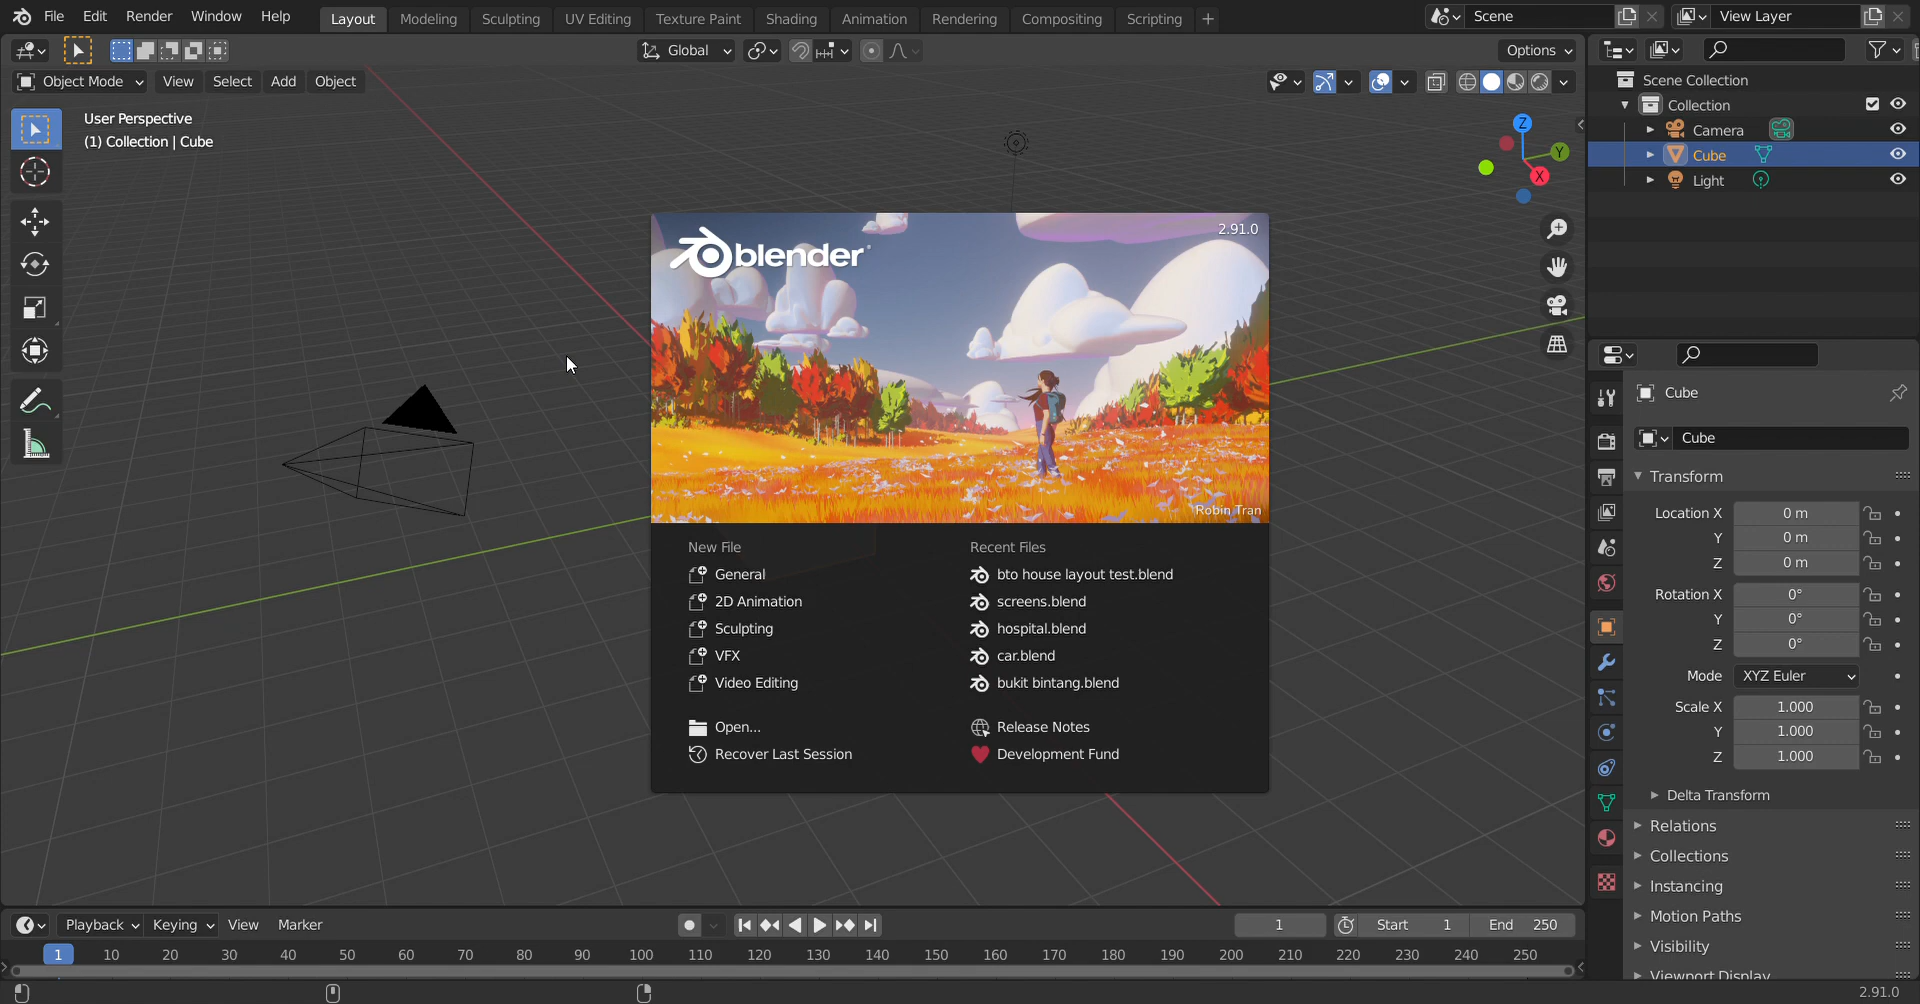 File Edit Render Window Help Layout Modeling Sculpting UV Editing Texture Paint Shading Animation Rendering Compositing Scripting + Scene View Layer
Global Options
Object Mode View Select Add Object
User Perspective
(1) Collection | Cube
Z
Y
X
Scene Collection
Collection
Camera
Cube
Light
blender
2.91.0
Robin Tran
New File
General
2D Animation
Sculpting
VFX
Video Editing
Open...
Recover Last Session
Recent Files
bto house layout test.blend
screens.blend
hospital.blend
car.blend
bukit bintang.blend
Release Notes
Development Fund
Cube
Cube
Transform
Location X 0 m
Y 0 m
Z 0 m
Rotation X 0°
Y 0°
Z 0°
Mode XYZ Euler
Scale X 1.000
Y 1.000
Z 1.000
Delta Transform
Relations
Collections
Instancing
Motion Paths
Visibility
Viewport Display
Playback Keying View Marker 1 Start 1 End 250
1 10 20 30 40 50 60 70 80 90 100 110 120 130 140 150 160 170 180 190 200 210 220 230 240 250
2.91.0